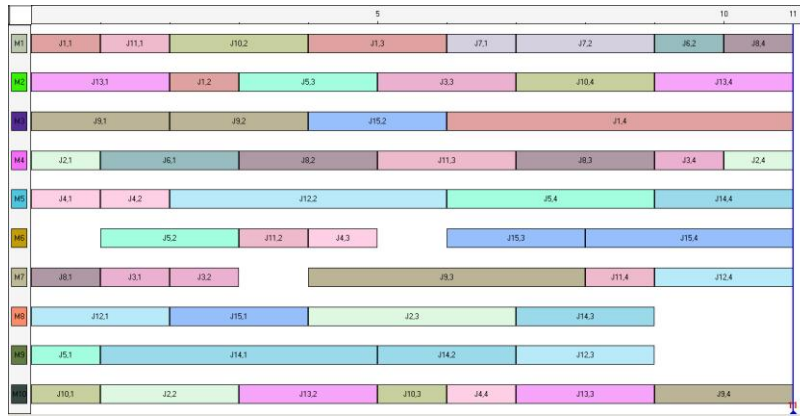 5 10 11
M1 J1,1 J11,1 J10,2 J1,3 J7,1 J7,2 J6,2 J8,4
M2 J13,1 J1,2 J5,3 J3,3 J10,4 J13,4
M3 J9,1 J9,2 J15,2 J1,4
M4 J2,1 J6,1 J8,2 J11,3 J8,3 J3,4 J2,4
M5 J4,1 J4,2 J12,2 J5,4 J14,4
M6 J5,2 J11,2 J4,3 J15,3 J15,4
M7 J8,1 J3,1 J3,2 J9,3 J11,4 J12,4
M8 J12,1 J15,1 J2,3 J14,3
M9 J5,1 J14,1 J14,2 J12,3
M10 J10,1 J2,2 J13,2 J10,3 J4,4 J13,3 J9,4
11